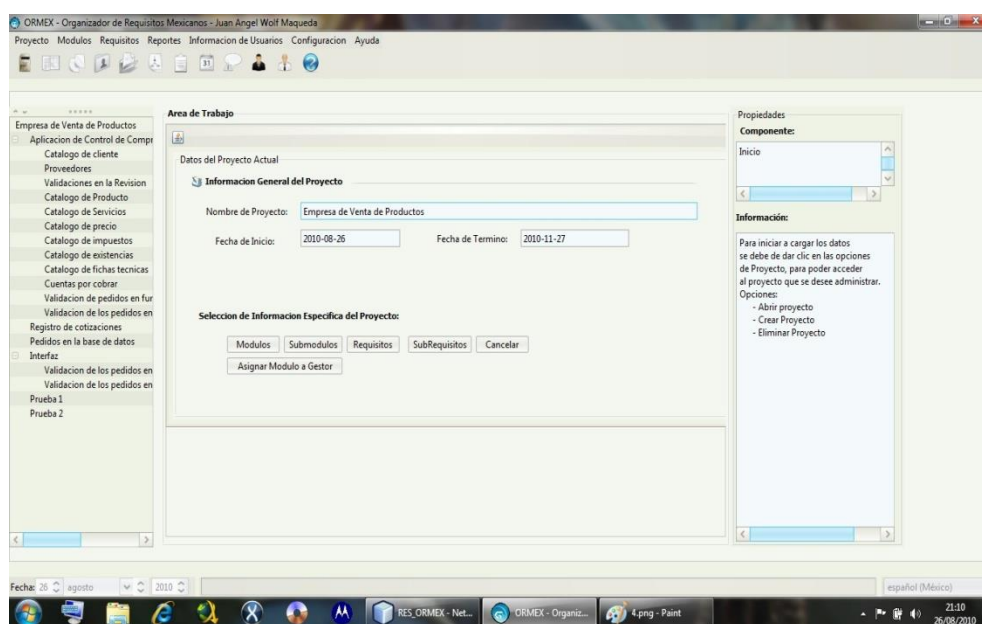 ORMEX - Organizador de Requisitos Mexicanos - Juan Angel Wolf Maqueda
Proyecto Modulos Requisitos Reportes Informacion de Usuarios Configuracion Ayuda
Empresa de Venta de Productos
Aplicacion de Control de Compr
Catalogo de cliente
Proveedores
Validaciones en la Revision
Catalogo de Producto
Catalogo de Servicios
Catalogo de precio
Catalogo de impuestos
Catalogo de existencias
Catalogo de fichas tecnicas
Cuentas por cobrar
Validacion de pedidos en fur
Validacion de los pedidos en
Registro de cotizaciones
Pedidos en la base de datos
Interfaz
Validacion de los pedidos en
Validacion de los pedidos en
Prueba 1
Prueba 2
Area de Trabajo
Datos del Proyecto Actual
Informacion General del Proyecto
Nombre de Proyecto: Empresa de Venta de Productos
Fecha de Inicio: 2010-08-26 Fecha de Termino: 2010-11-27
Seleccion de Informacion Especifica del Proyecto:
Modulos Submodulos Requisitos SubRequisitos Cancelar
Asignar Modulo a Gestor
Propiedades
Componente:
Inicio
Información:
Para iniciar a cargar los datos
se debe de dar clic en las opciones
de Proyecto, para poder acceder
al proyecto que se desee administrar.
Opciones:
- Abrir proyecto
- Crear Proyecto
- Eliminar Proyecto
Fecha: 26 agosto 2010 español (México)
RES_ORMEX - Net... ORMEX - Organiz... 4.png - Paint
21:10
26/08/2010